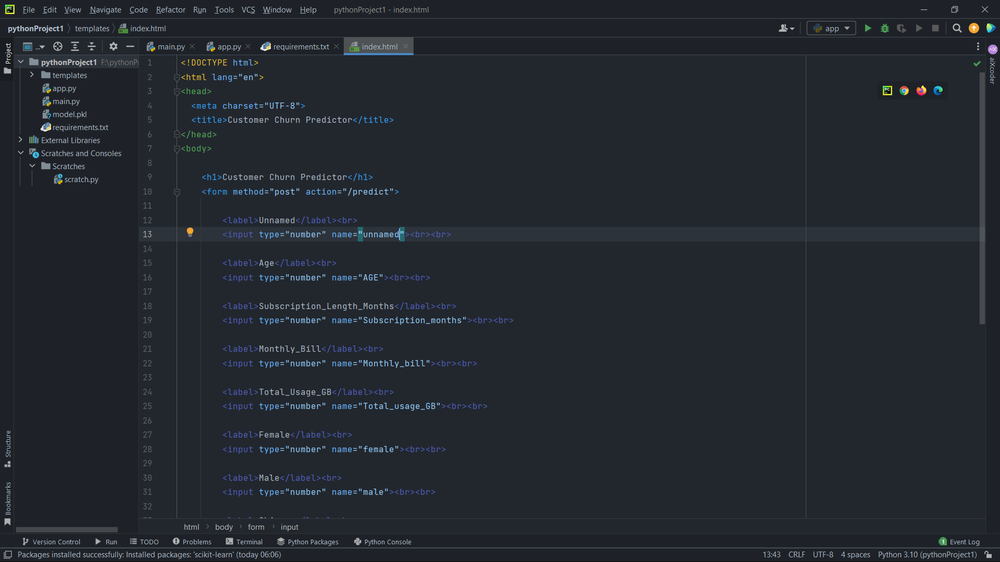 PC File Edit View Navigate Code Refactor Run Tools VCS Window Help pythonProject1 - index.html
pythonProject1 templates index.html app
... main.py app.py requirements.txt index.html
Project
pythonProject1 F:\pythonP
templates
app.py
main.py
model.pkl
requirements.txt
External Libraries
Scratches and Consoles
Scratches
scratch.py
Structure
Bookmarks
1 <!DOCTYPE html>
2 <html lang="en">
3 <head>
4 <meta charset="UTF-8">
5 <title>Customer Churn Predictor</title>
6 </head>
7 <body>
8
9 <h1>Customer Churn Predictor</h1>
10 <form method="post" action="/predict">
11
12 <label>Unnamed</label><br>
13 <input type="number" name="unnamed"><br><br>
14
15 <label>Age</label><br>
16 <input type="number" name="AGE"><br><br>
17
18 <label>Subscription_Length_Months</label><br>
19 <input type="number" name="Subscription_months"><br><br>
20
21 <label>Monthly_Bill</label><br>
22 <input type="number" name="Monthly_bill"><br><br>
23
24 <label>Total_Usage_GB</label><br>
25 <input type="number" name="Total_usage_GB"><br><br>
26
27 <label>Female</label><br>
28 <input type="number" name="female"><br><br>
29
30 <label>Male</label><br>
31 <input type="number" name="male"><br><br>
32
PC
aiXcoder
html body form input
Version Control Run TODO Problems Terminal Python Packages Python Console 1 Event Log
Packages installed successfully: Installed packages: 'scikit-learn' (today 06:06) 13:43 CRLF UTF-8 4 spaces Python 3.10 (pythonProject1)